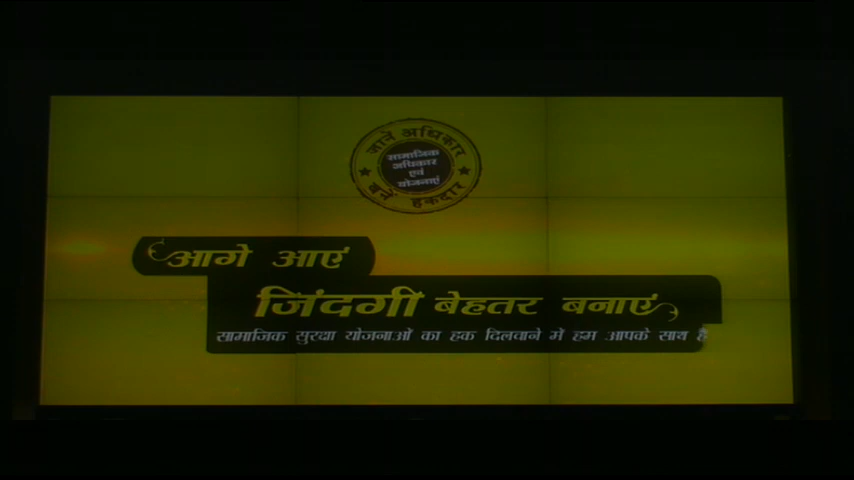 जानें अधिकार
सामाजिक
अधिकार
एवं
योजनाएं
बनें हकदार
आगे आएं
जिंदगी बेहतर बनाएं
सामाजिक सुरक्षा योजनाओं का हक दिलवाने में हम आपके साथ हैं